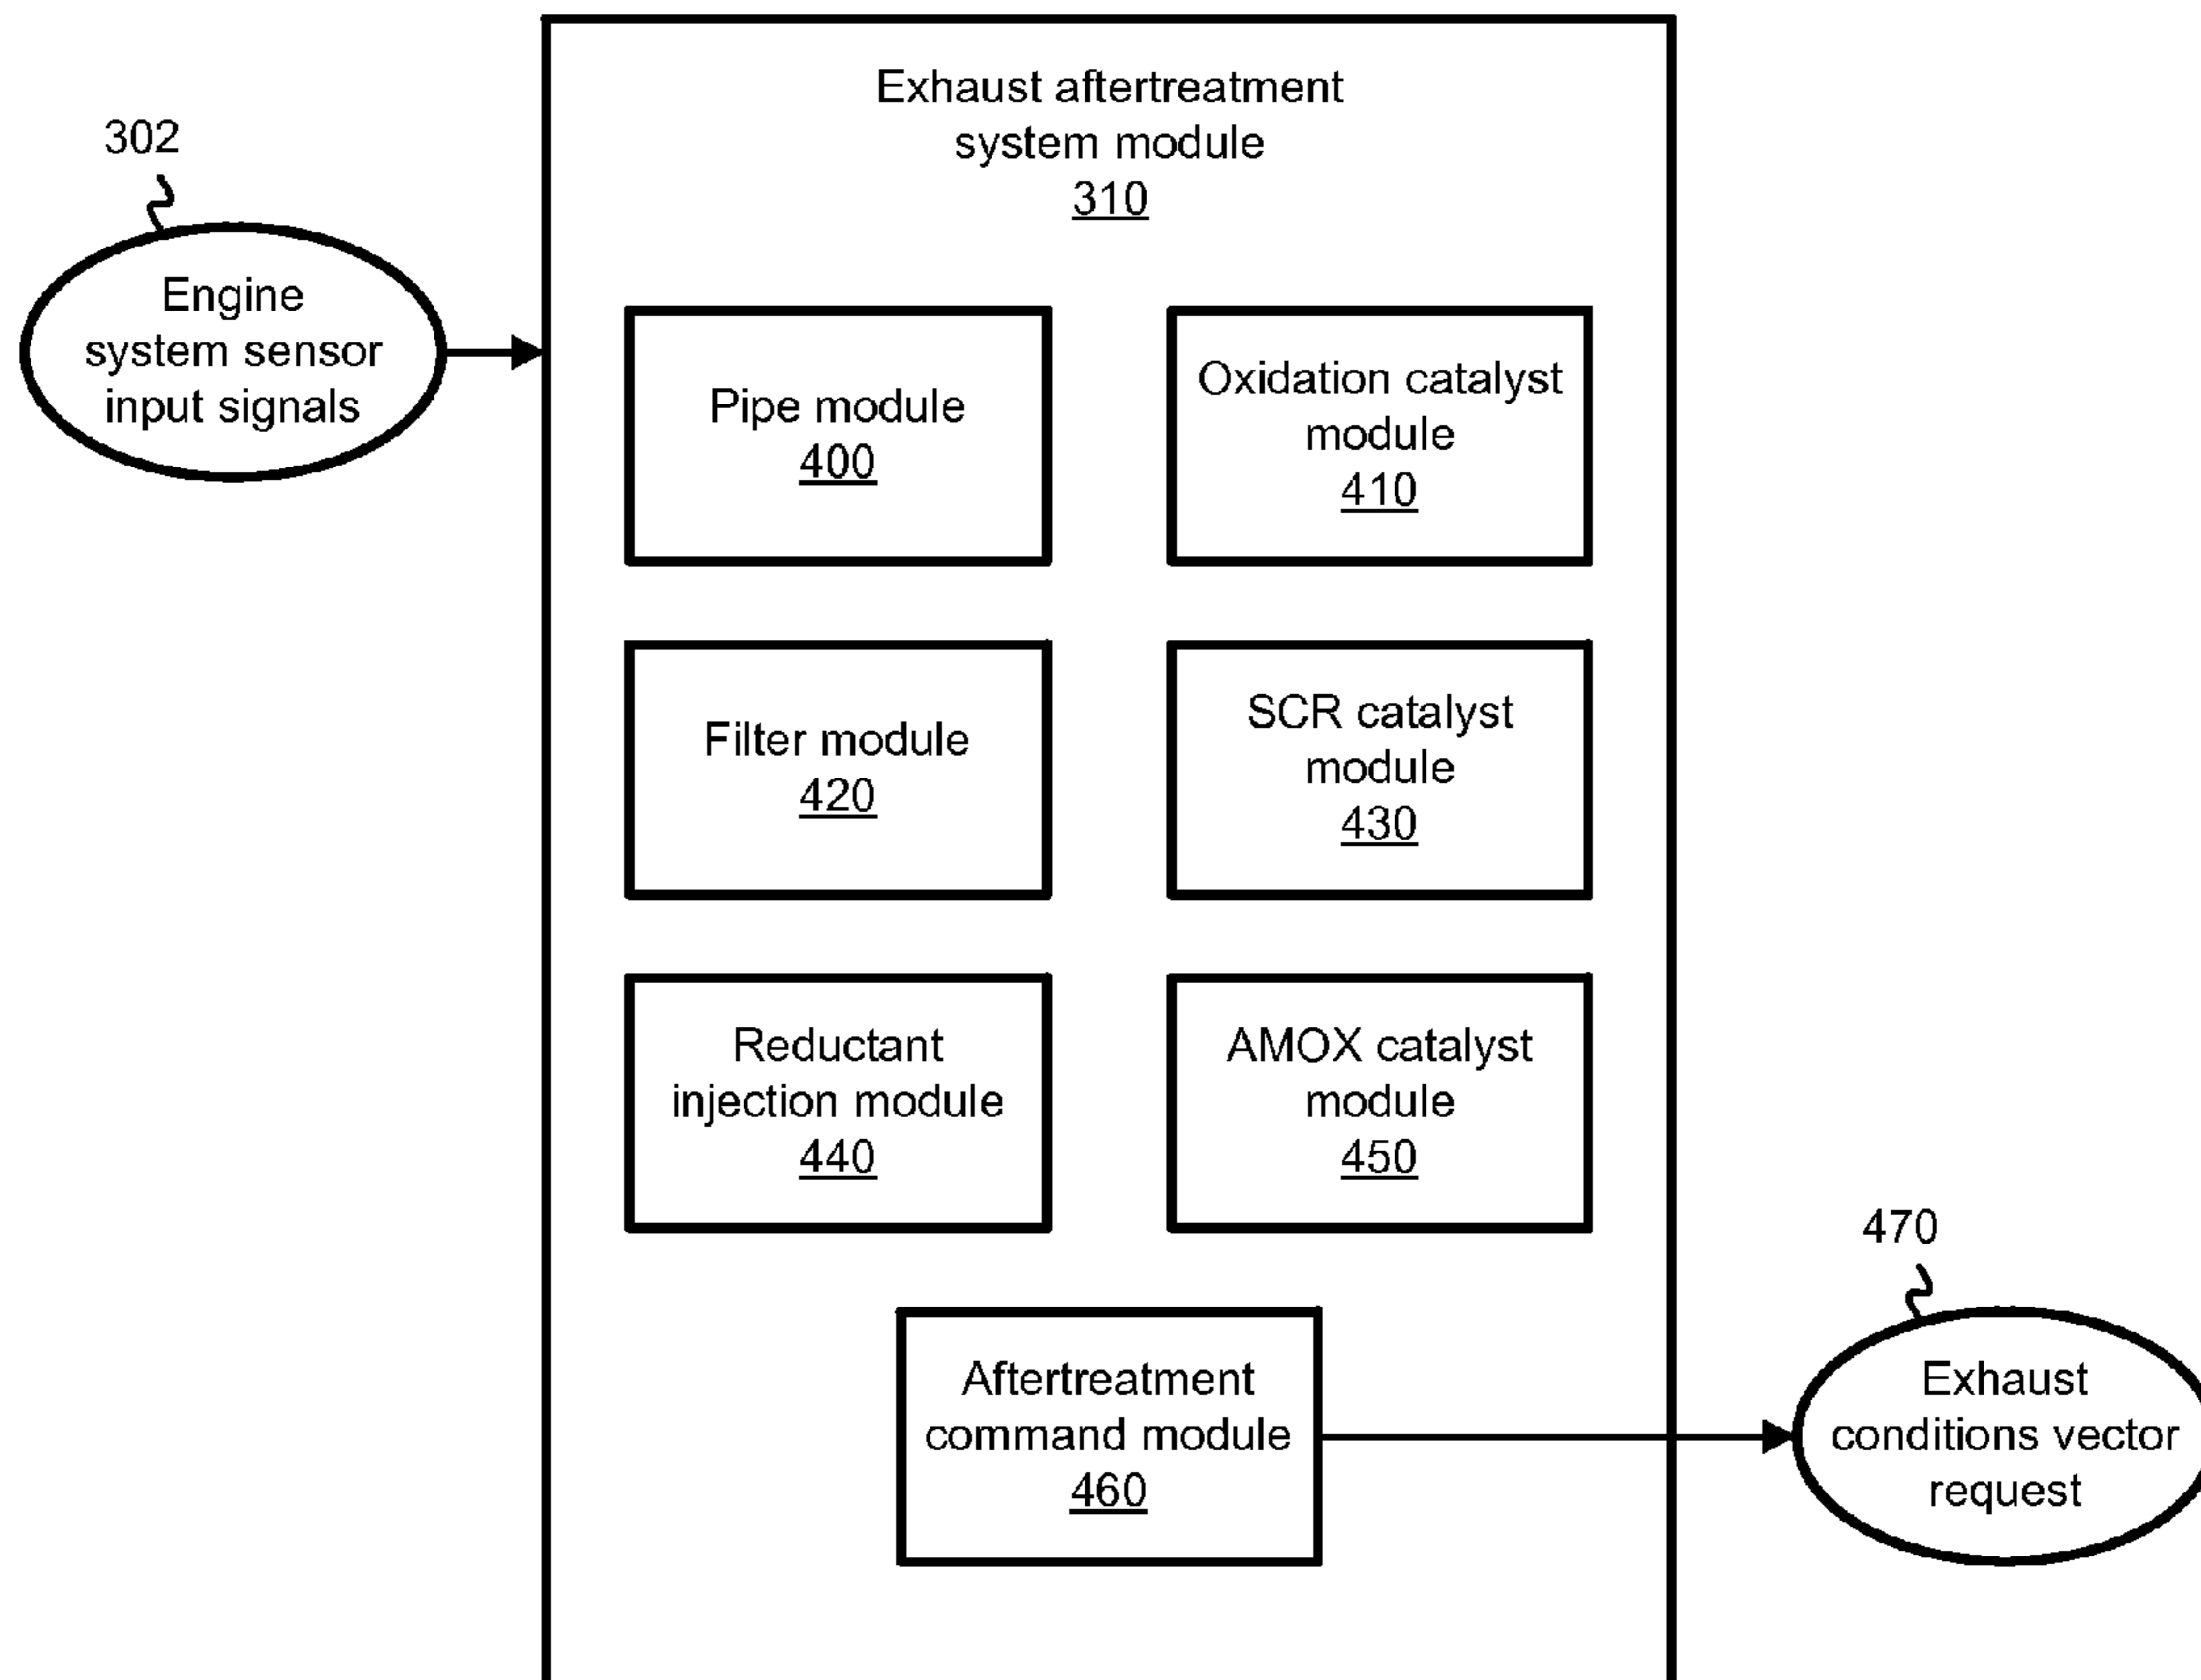 Exhaust aftertreatment
system module
310
302
Engine
system sensor
input signals
Pipe module
400
Oxidation catalyst
module
410
Filter module
420
SCR catalyst
module
430
Reductant
injection module
440
AMOX catalyst
module
450
Aftertreatment
command module
460
470
Exhaust
conditions vector
request